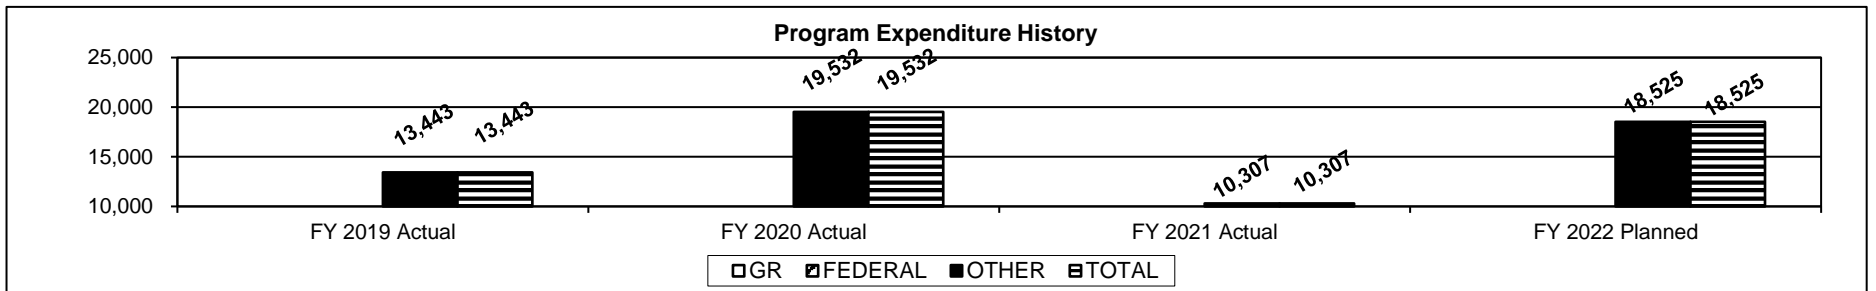 Program Expenditure History
25,000
20,000
15,000
10,000
13,443 13,443
19,532 19,532
10,307 10,307
18,525 18,525
FY 2019 Actual FY 2020 Actual FY 2021 Actual FY 2022 Planned
GR FEDERAL OTHER TOTAL